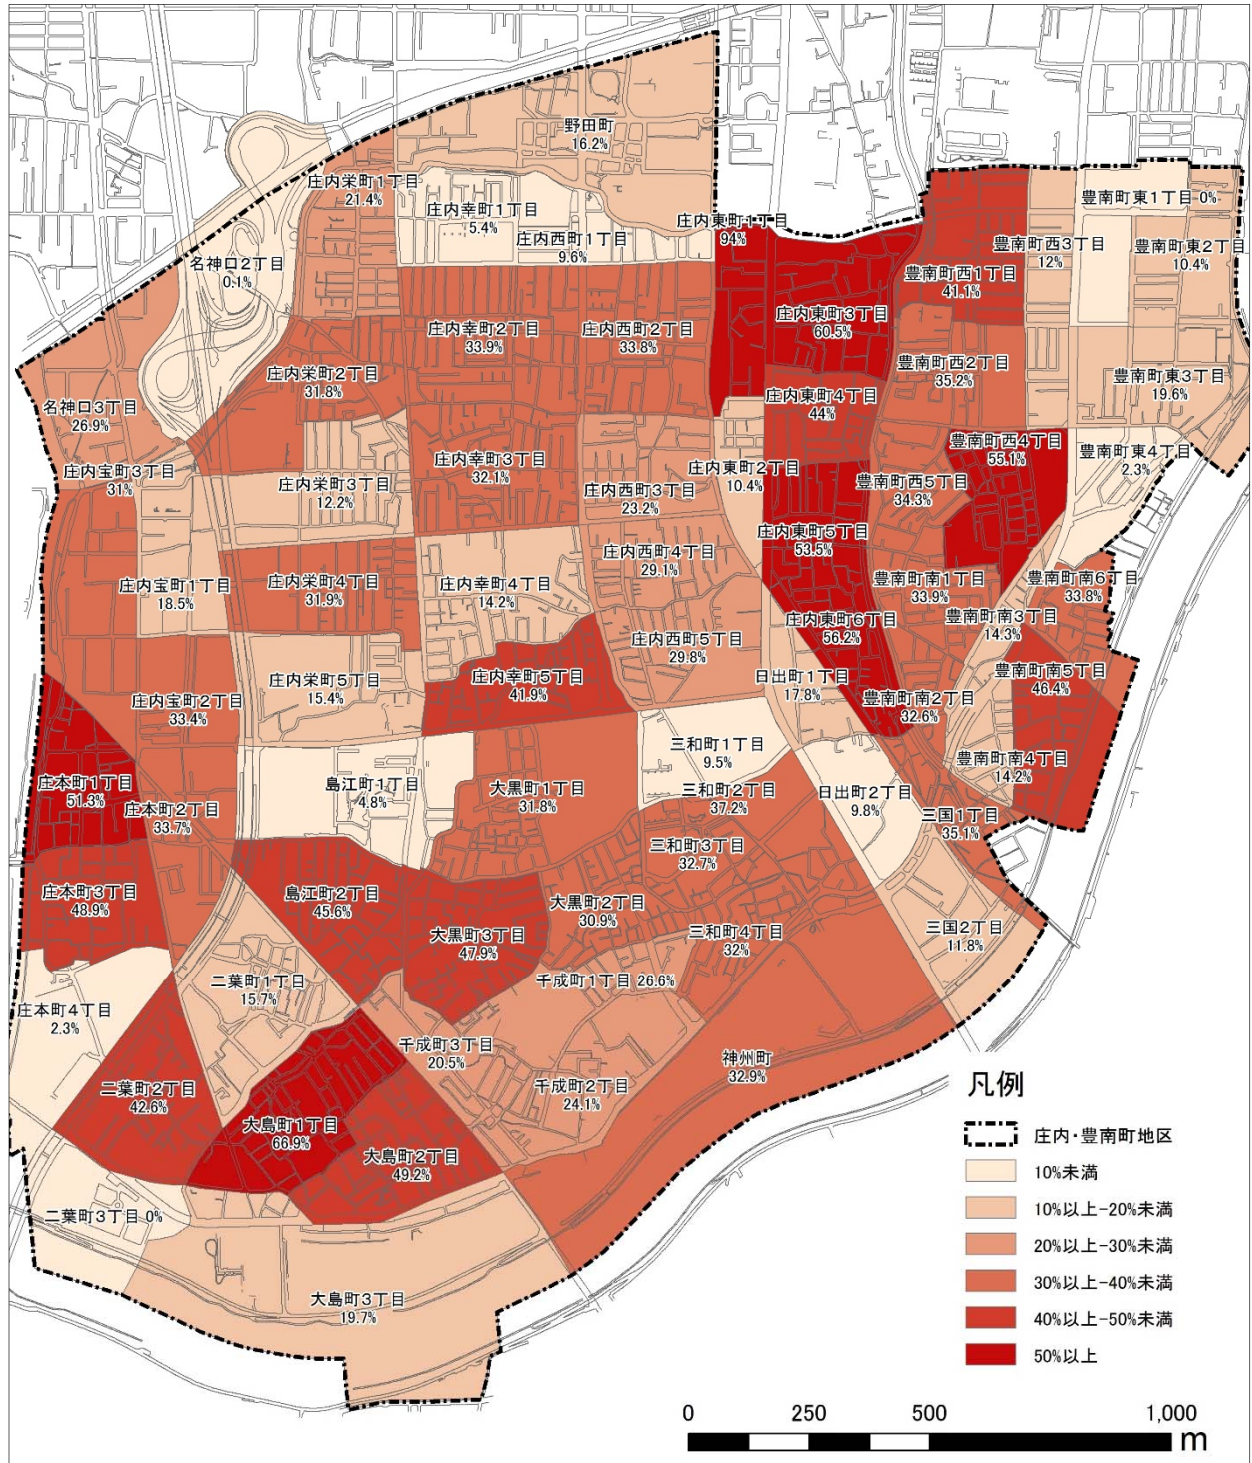 野田町
16.2%
庄内栄町1丁目
21.4%
庄内幸町1丁目
5.4%
庄内西町1丁目
9.6%
庄内東町1丁目
94%
豊南町東1丁目 0%
豊南町西3丁目
12%
豊南町東2丁目
10.4%
名神口2丁目
0.1%
豊南町西1丁目
41.1%
庄内東町3丁目
60.5%
庄内幸町2丁目
33.9%
庄内西町2丁目
33.8%
豊南町西2丁目
35.2%
庄内栄町2丁目
31.8%
豊南町東3丁目
19.6%
庄内東町4丁目
44%
名神口3丁目
26.9%
豊南町西4丁目
55.1%
豊南町東4丁目
2.3%
庄内宝町3丁目
31%
庄内幸町3丁目
32.1%
庄内東町2丁目
10.4%
豊南町西5丁目
34.3%
庄内栄町3丁目
12.2%
庄内西町3丁目
23.2%
庄内東町5丁目
53.5%
庄内西町4丁目
29.1%
庄内宝町1丁目
18.5%
庄内栄町4丁目
31.9%
庄内幸町4丁目
14.2%
豊南町南1丁目
33.9%
豊南町南6丁目
33.8%
豊南町南3丁目
14.3%
庄内東町6丁目
56.2%
庄内西町5丁目
29.8%
豊南町南5丁目
46.4%
庄内栄町5丁目
15.4%
庄内幸町5丁目
41.9%
日出町1丁目
17.8%
庄内宝町2丁目
33.4%
豊南町南2丁目
32.6%
三和町1丁目
9.5%
豊南町南4丁目
14.2%
庄本町1丁目
51.3%
島江町1丁目
4.8%
大黒町1丁目
31.8%
三和町2丁目
37.2%
日出町2丁目
9.8%
庄本町2丁目
33.7%
三国1丁目
35.1%
三和町3丁目
32.7%
庄本町3丁目
48.9%
島江町2丁目
45.6%
大黒町2丁目
30.9%
大黒町3丁目
47.9%
三和町4丁目
32%
三国2丁目
11.8%
二葉町1丁目
15.7%
千成町1丁目 26.6%
庄本町4丁目
2.3%
千成町3丁目
20.5%
神州町
32.9%
二葉町2丁目
42.6%
千成町2丁目
24.1%
大島町1丁目
66.9%
大島町2丁目
49.2%
二葉町3丁目 0%
大島町3丁目
19.7%
凡例
庄内・豊南町地区
10%未満
10%以上-20%未満
20%以上-30%未満
30%以上-40%未満
40%以上-50%未満
50%以上
0 250 500 1,000
m